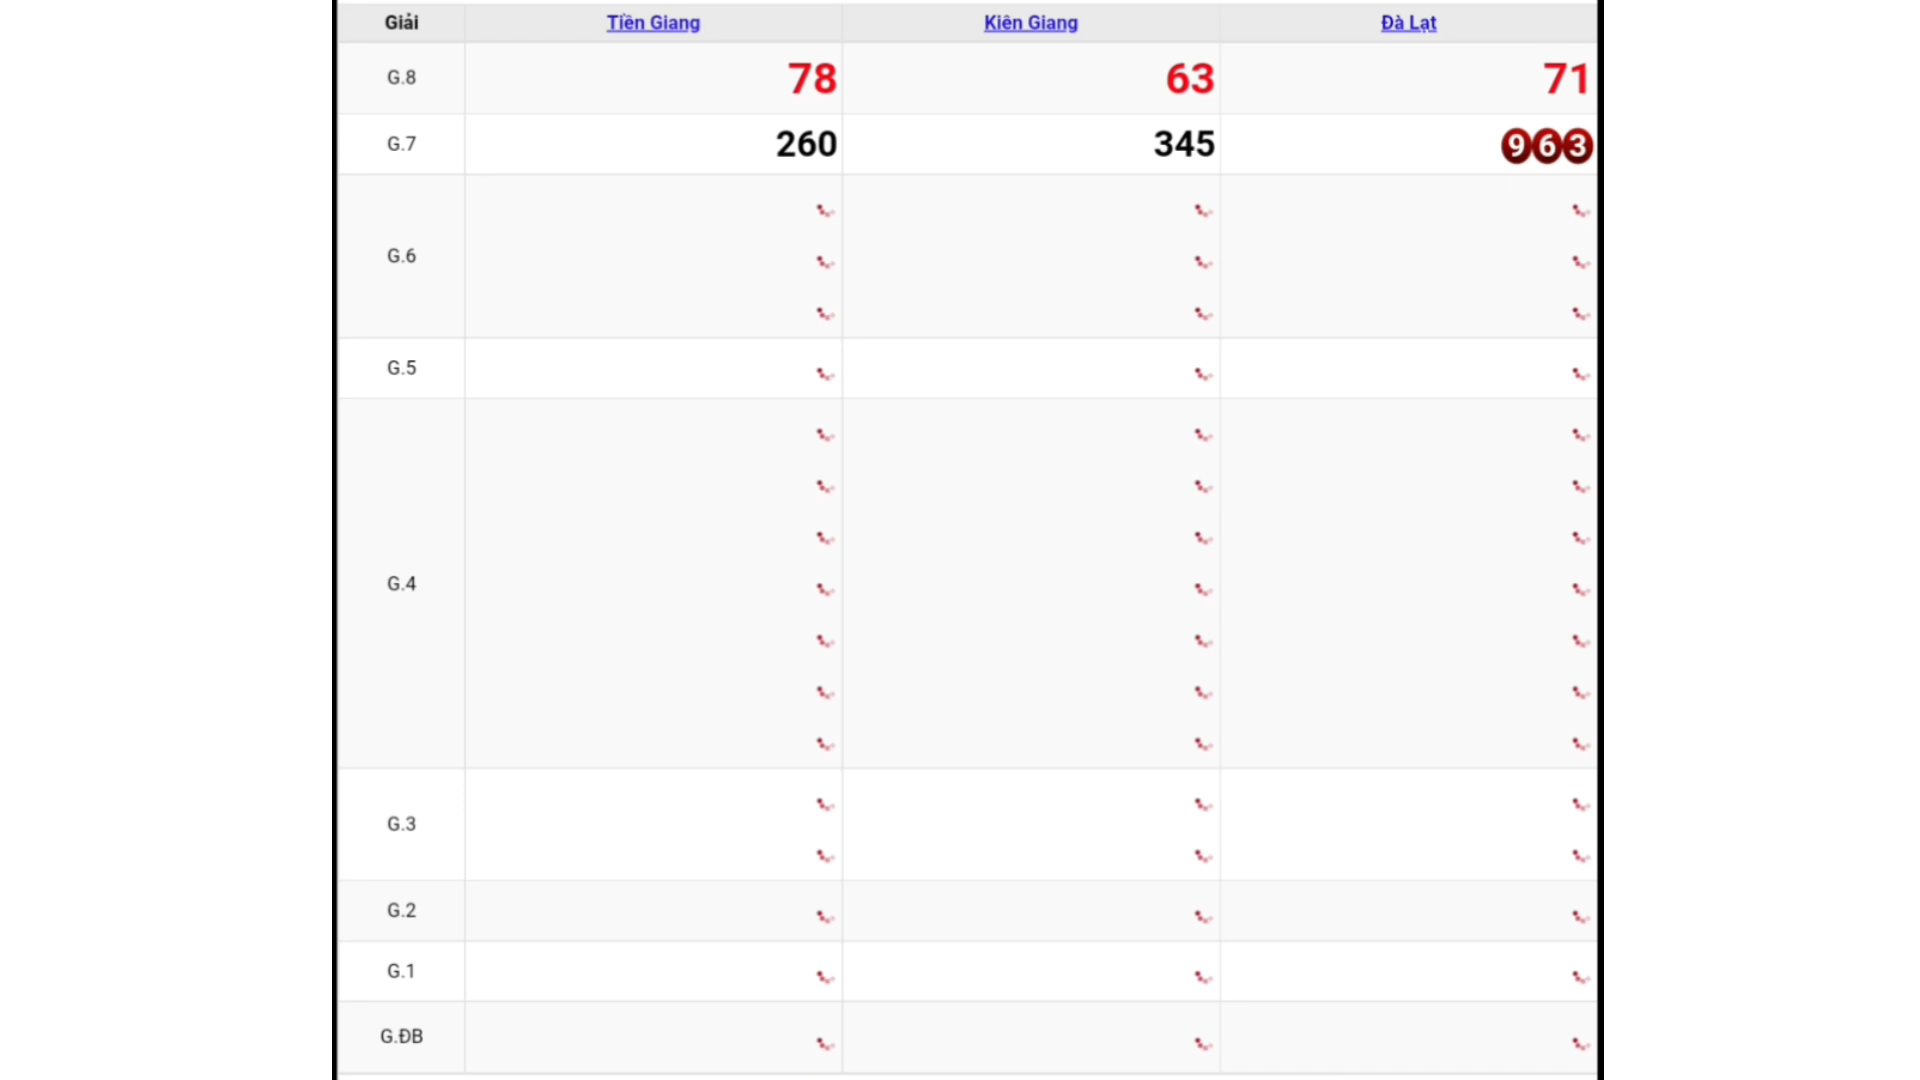 Giải Tiền Giang Kiên Giang Đà Lạt
G.8 78 63 71
G.7 260 345 963
G.6
G.5
G.4
G.3
G.2
G.1
G.ĐB